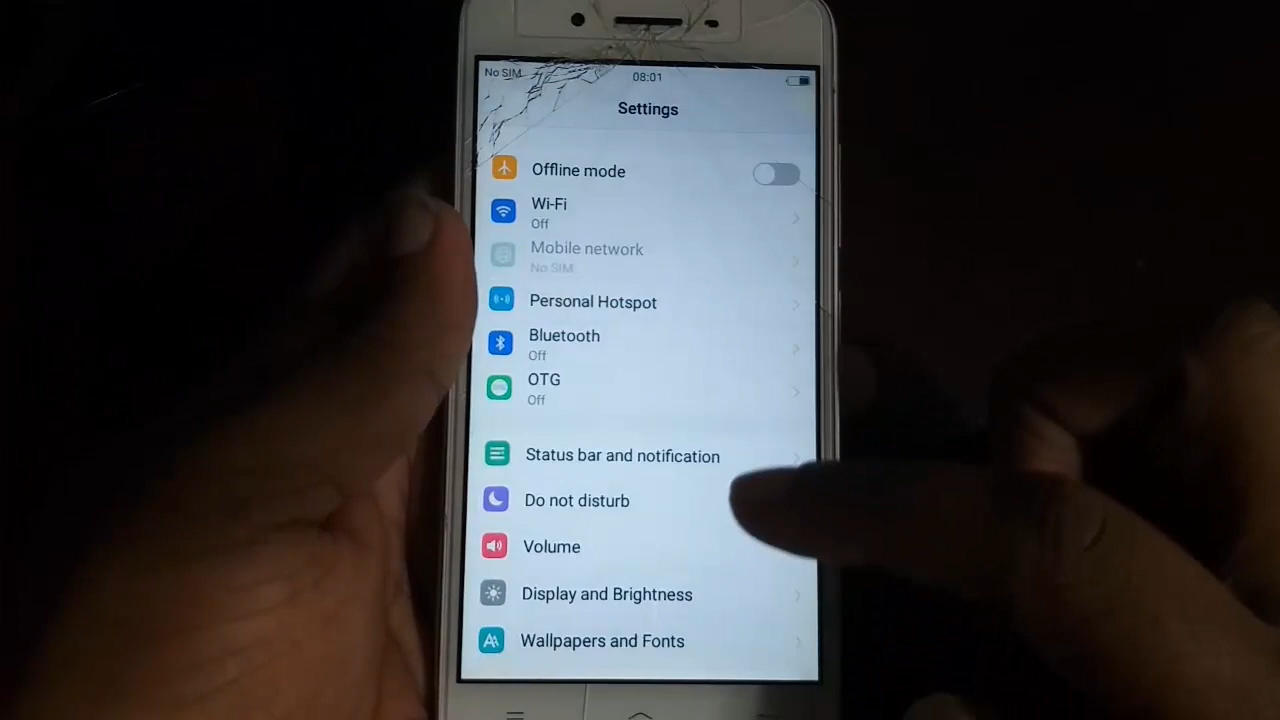 No SIM
08:01
Settings
Offline mode
Wi-Fi
Off
Mobile network
No SIM
Personal Hotspot
Bluetooth
Off
OTG
Off
Status bar and notification
Do not disturb
Volume
Display and Brightness
Wallpapers and Fonts